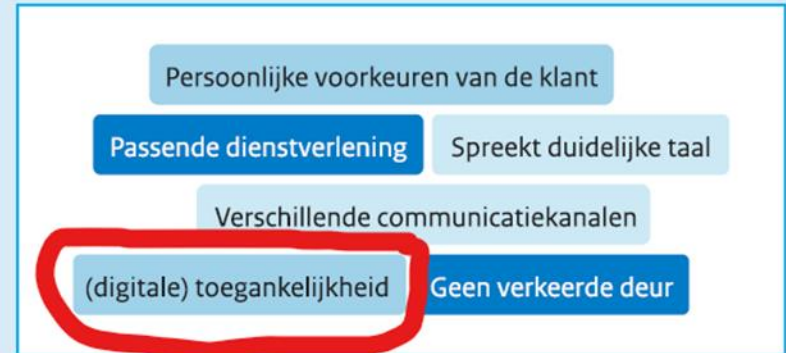 Persoonlijke voorkeuren van de klant
Passende dienstverlening Spreekt duidelijke taal
Verschillende communicatiekanalen
(digitale) toegankelijkheid Geen verkeerde deur